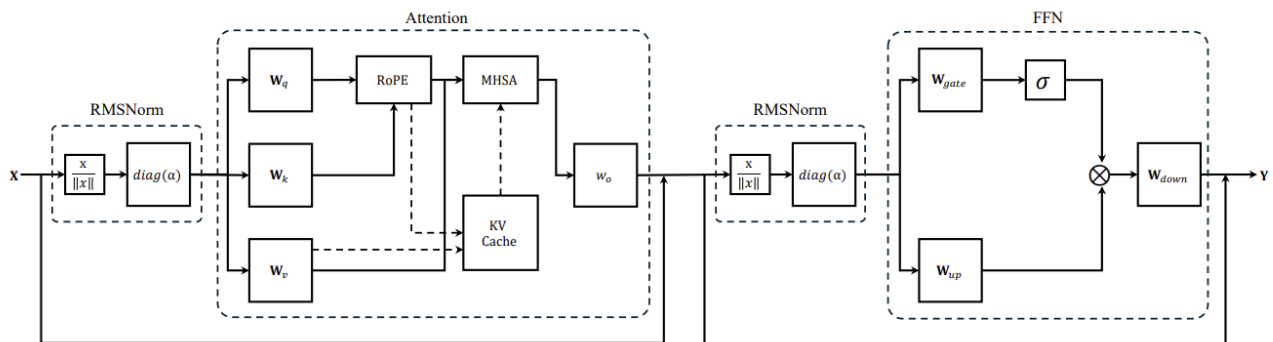 Attention
FFN
RMSNorm
RMSNorm
W_q
RoPE
MHSA
W_gate
σ
X
x
‖x‖
diag(α)
W_k
w_o
x
‖x‖
diag(α)
W_down
Y
KV
Cache
W_v
W_up